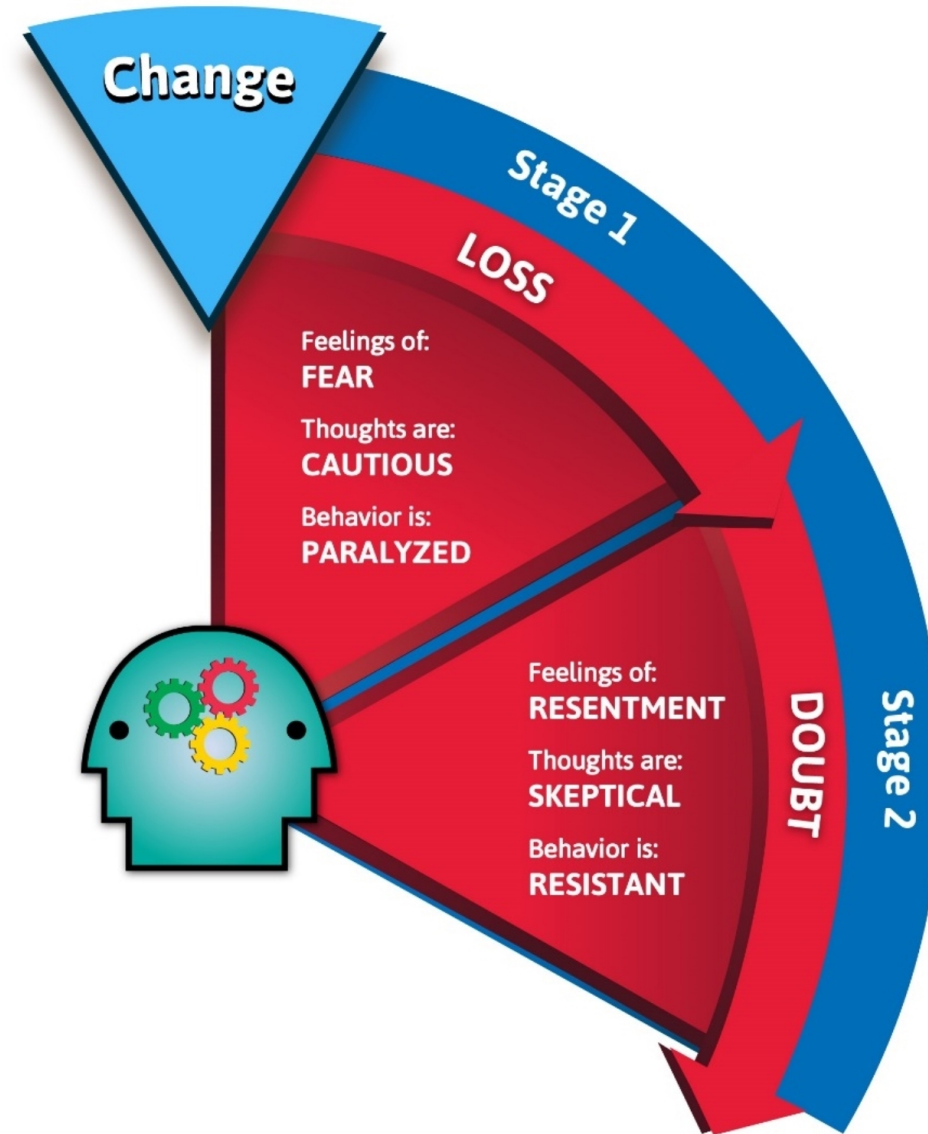 Change
Stage 1
LOSS
Feelings of:
FEAR
Thoughts are:
CAUTIOUS
Behavior is:
PARALYZED
Stage 2
DOUBT
Feelings of:
RESENTMENT
Thoughts are:
SKEPTICAL
Behavior is:
RESISTANT